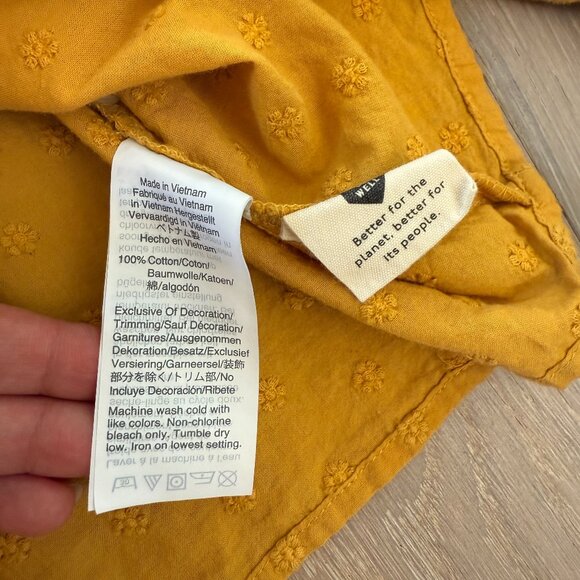 Made in Vietnam
Fabriqué au Vietnam
In Vietnam Hergestellt
Vervaardigd in Vietnam
ベトナム製
Hecho en Vietnam
100% Cotton/Coton/
Baumwolle/Katoen/
綿/algodón
Exclusive Of Decoration/
Trimming/Sauf Décoration/
Garnitures/Ausgenommen
Dekoration/Besatz/Exclusief
Versiering/Garneersel/装飾
部分を除く/トリム部/No
Incluye Decoración/Ribete
Machine wash cold with
like colors. Non-chlorine
bleach only. Tumble dry
low. Iron on lowest setting.
30
WELL
Better for the
planet, better for
its people.